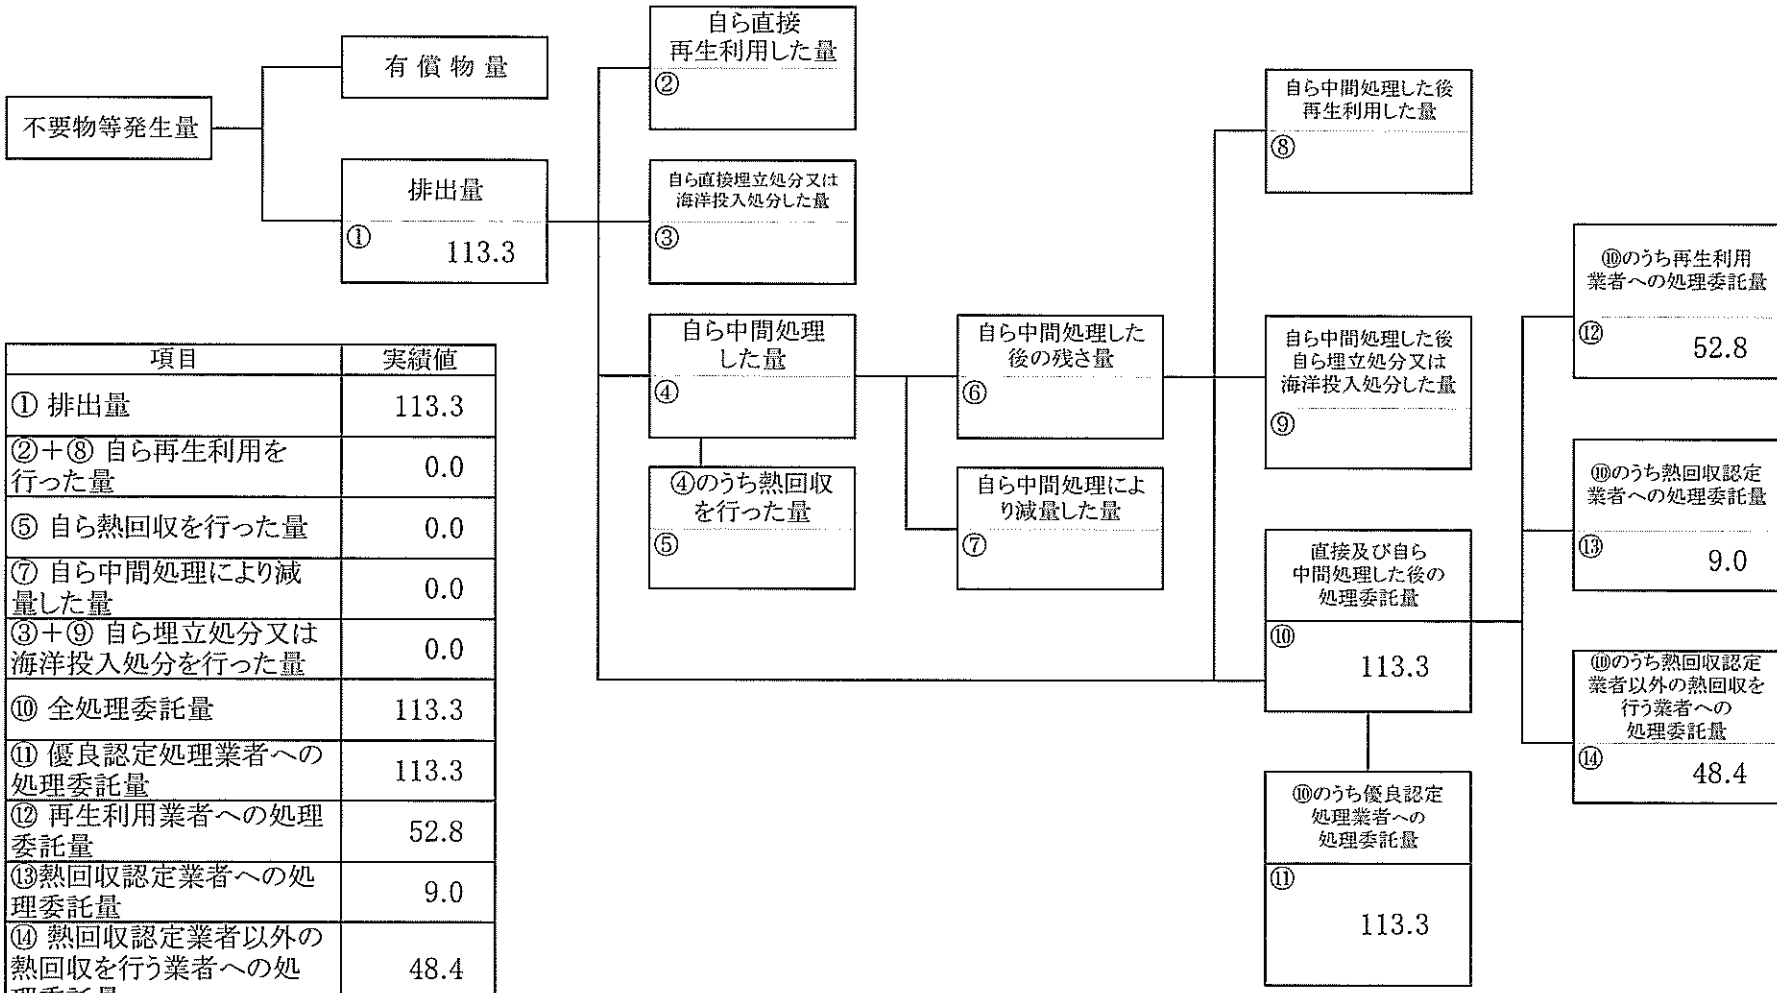 不要物等発生量
有償物量
排出量
①
113.3
自ら直接
再生利用した量
②
自ら直接埋立処分又は
海洋投入処分した量
③
自ら中間処理
した量
④
④のうち熱回収
を行った量
⑤
自ら中間処理した
後の残さ量
⑥
自ら中間処理によ
り減量した量
⑦
自ら中間処理した後
再生利用した量
⑧
自ら中間処理した後
自ら埋立処分又は
海洋投入処分した量
⑨
直接及び自ら
中間処理した後の
処理委託量
⑩
113.3
⑩のうち優良認定
処理業者への
処理委託量
⑪
113.3
⑩のうち再生利用
業者への処理委託量
⑫
52.8
⑩のうち熱回収認定
業者への処理委託量
⑬
9.0
⑩のうち熱回収認定
業者以外の熱回収を
行う業者への
処理委託量
⑭
48.4
項目 実績値
① 排出量 113.3
②+⑧ 自ら再生利用を
行った量 0.0
⑤ 自ら熱回収を行った量 0.0
⑦ 自ら中間処理により減
量した量 0.0
③+⑨ 自ら埋立処分又は
海洋投入処分を行った量 0.0
⑩ 全処理委託量 113.3
⑪ 優良認定処理業者への
処理委託量 113.3
⑫ 再生利用業者への処理
委託量 52.8
⑬熱回収認定業者への処
理委託量 9.0
⑭ 熱回収認定業者以外の
熱回収を行う業者への処 48.4
理委託量